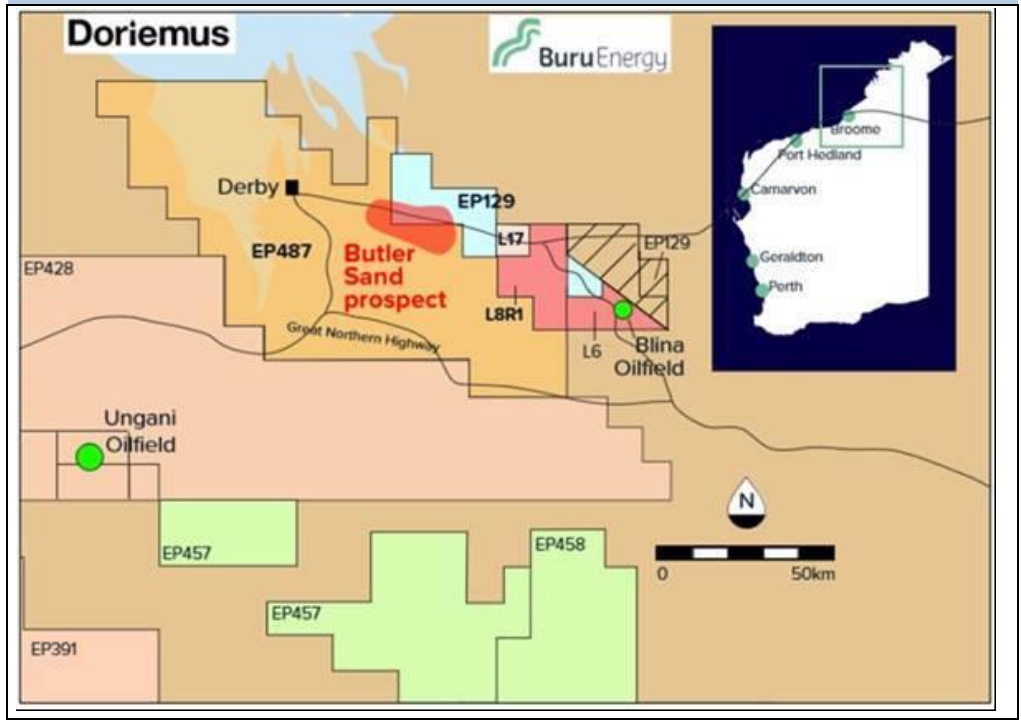 Doriemus
BuruEnergy
Broome
Port Hedland
Carnarvon
Geraldton
Perth
Derby
EP129
EP487
L17
EP129
Butler
Sand
prospect
EP428
L8R1
Great Northern Highway
L6
Blina
Oilfield
Ungani
Oilfield
N
EP457
EP458
0
50km
EP457
EP391